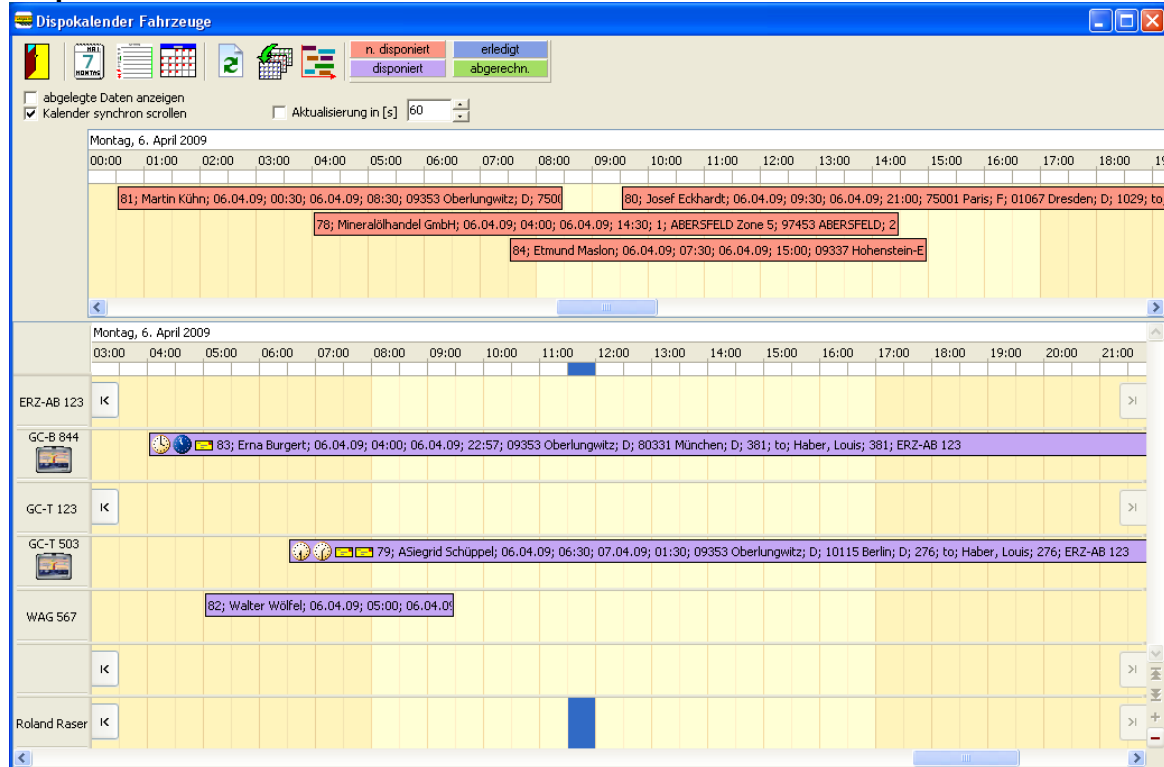 Dispokalender Fahrzeuge
MAI
7
MONTAG
n. disponiert erledigt
disponiert abgerechn.
abgelegte Daten anzeigen
Kalender synchron scrollen Aktualisierung in [s] 60
Montag, 6. April 2009
00:00 01:00 02:00 03:00 04:00 05:00 06:00 07:00 08:00 09:00 10:00 11:00 12:00 13:00 14:00 15:00 16:00 17:00 18:00 19
81; Martin Kühn; 06.04.09; 00:30; 06.04.09; 08:30; 09353 Oberlungwitz; D; 7500 80; Josef Eckhardt; 06.04.09; 09:30; 06.04.09; 21:00; 75001 Paris; F; 01067 Dresden; D; 1029; to;
78; Mineralölhandel GmbH; 06.04.09; 04:00; 06.04.09; 14:30; 1; ABERSFELD Zone 5; 97453 ABERSFELD; 2
84; Etmund Maslon; 06.04.09; 07:30; 06.04.09; 15:00; 09337 Hohenstein-E
Montag, 6. April 2009
03:00 04:00 05:00 06:00 07:00 08:00 09:00 10:00 11:00 12:00 13:00 14:00 15:00 16:00 17:00 18:00 19:00 20:00 21:00
ERZ-AB 123
GC-B 844
83; Erna Burgert; 06.04.09; 04:00; 06.04.09; 22:57; 09353 Oberlungwitz; D; 80331 München; D; 381; to; Haber, Louis; 381; ERZ-AB 123
GC-T 123
GC-T 503
79; ASiegrid Schüppel; 06.04.09; 06:30; 07.04.09; 01:30; 09353 Oberlungwitz; D; 10115 Berlin; D; 276; to; Haber, Louis; 276; ERZ-AB 123
WAG 567
82; Walter Wölfel; 06.04.09; 05:00; 06.04.09
Roland Raser